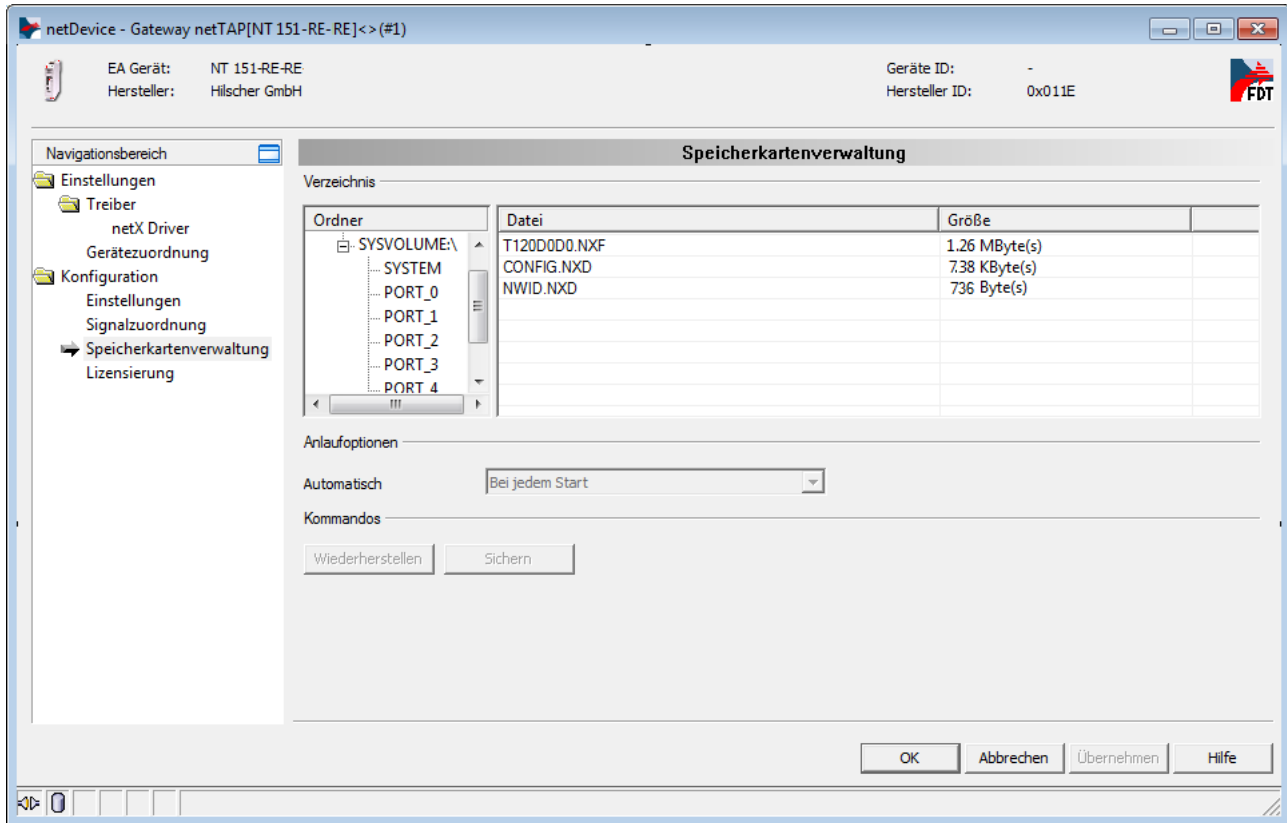 netDevice - Gateway netTAP[NT 151-RE-RE]<>(#1)
EA Gerät: NT 151-RE-RE Geräte ID: -
Hersteller: Hilscher GmbH Hersteller ID: 0x011E
FDT
Navigationsbereich
Einstellungen
Treiber
netX Driver
Gerätezuordnung
Konfiguration
Einstellungen
Signalzuordnung
Speicherkartenverwaltung
Lizensierung
Speicherkartenverwaltung
Verzeichnis
Ordner
SYSVOLUME:\
SYSTEM
PORT_0
PORT_1
PORT_2
PORT_3
PORT_4
Datei Größe
T120D0D0.NXF 1.26 MByte(s)
CONFIG.NXD 7.38 KByte(s)
NWID.NXD 736 Byte(s)
Anlaufoptionen
Automatisch Bei jedem Start
Kommandos
Wiederherstellen Sichern
OK Abbrechen Übernehmen Hilfe